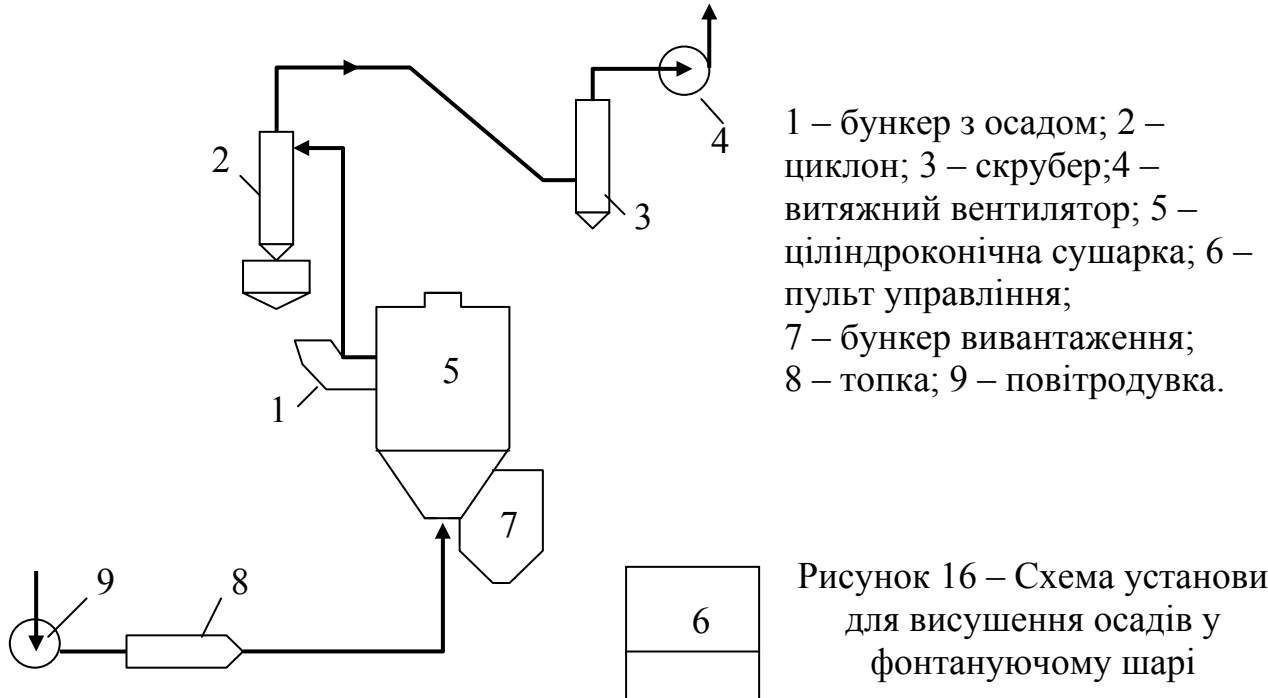 4
2
3
1 – бункер з осадом; 2 –
циклон; 3 – скрубер;4 –
витяжний вентилятор; 5 –
ціліндроконічна сушарка; 6 –
пульт управління;
7 – бункер вивантаження;
8 – топка; 9 – повітродувка.
5
1
7
9
8
6
Рисунок 16 – Схема установи
для висушення осадів у
фонтануючому шарі